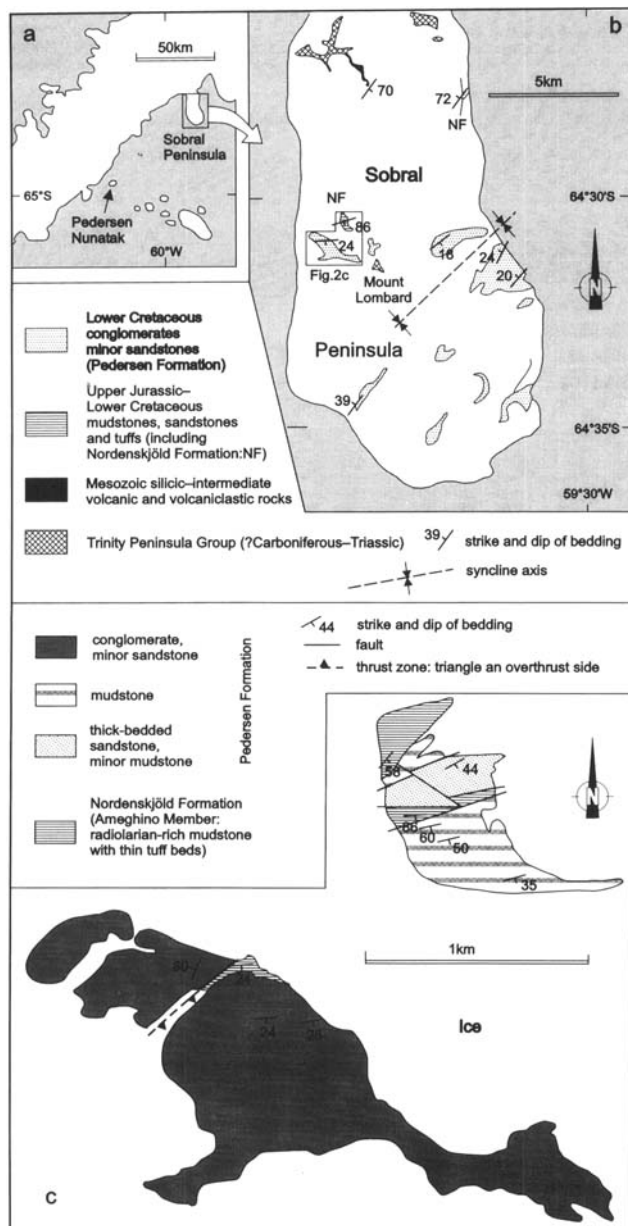 a
50km
Sobral
Peninsula
65°S
Pedersen
Nunatak
60°W
b
5km
70
72
NF
Sobral
64°30'S
NF
86
24
Fig.2c
Mount
Lombard
16
24
20
N
Peninsula
39
64°35'S
59°30'W
Lower Cretaceous
conglomerates
minor sandstones
(Pedersen Formation)
Upper Jurassic–
Lower Cretaceous
mudstones, sandstones
and tuffs (including
Nordenskjöld Formation:NF)
Mesozoic silicic–intermediate
volcanic and volcaniclastic rocks
Trinity Peninsula Group (?Carboniferous–Triassic)
39 strike and dip of bedding
syncline axis
conglomerate,
minor sandstone
mudstone
thick-bedded
sandstone,
minor mudstone
Pedersen Formation
Nordenskjöld Formation
(Ameghino Member:
radiolarian-rich mudstone
with thin tuff beds)
44 strike and dip of bedding
fault
thrust zone: triangle an overthrust side
44
N
60
50
35
1km
24
Ice
c